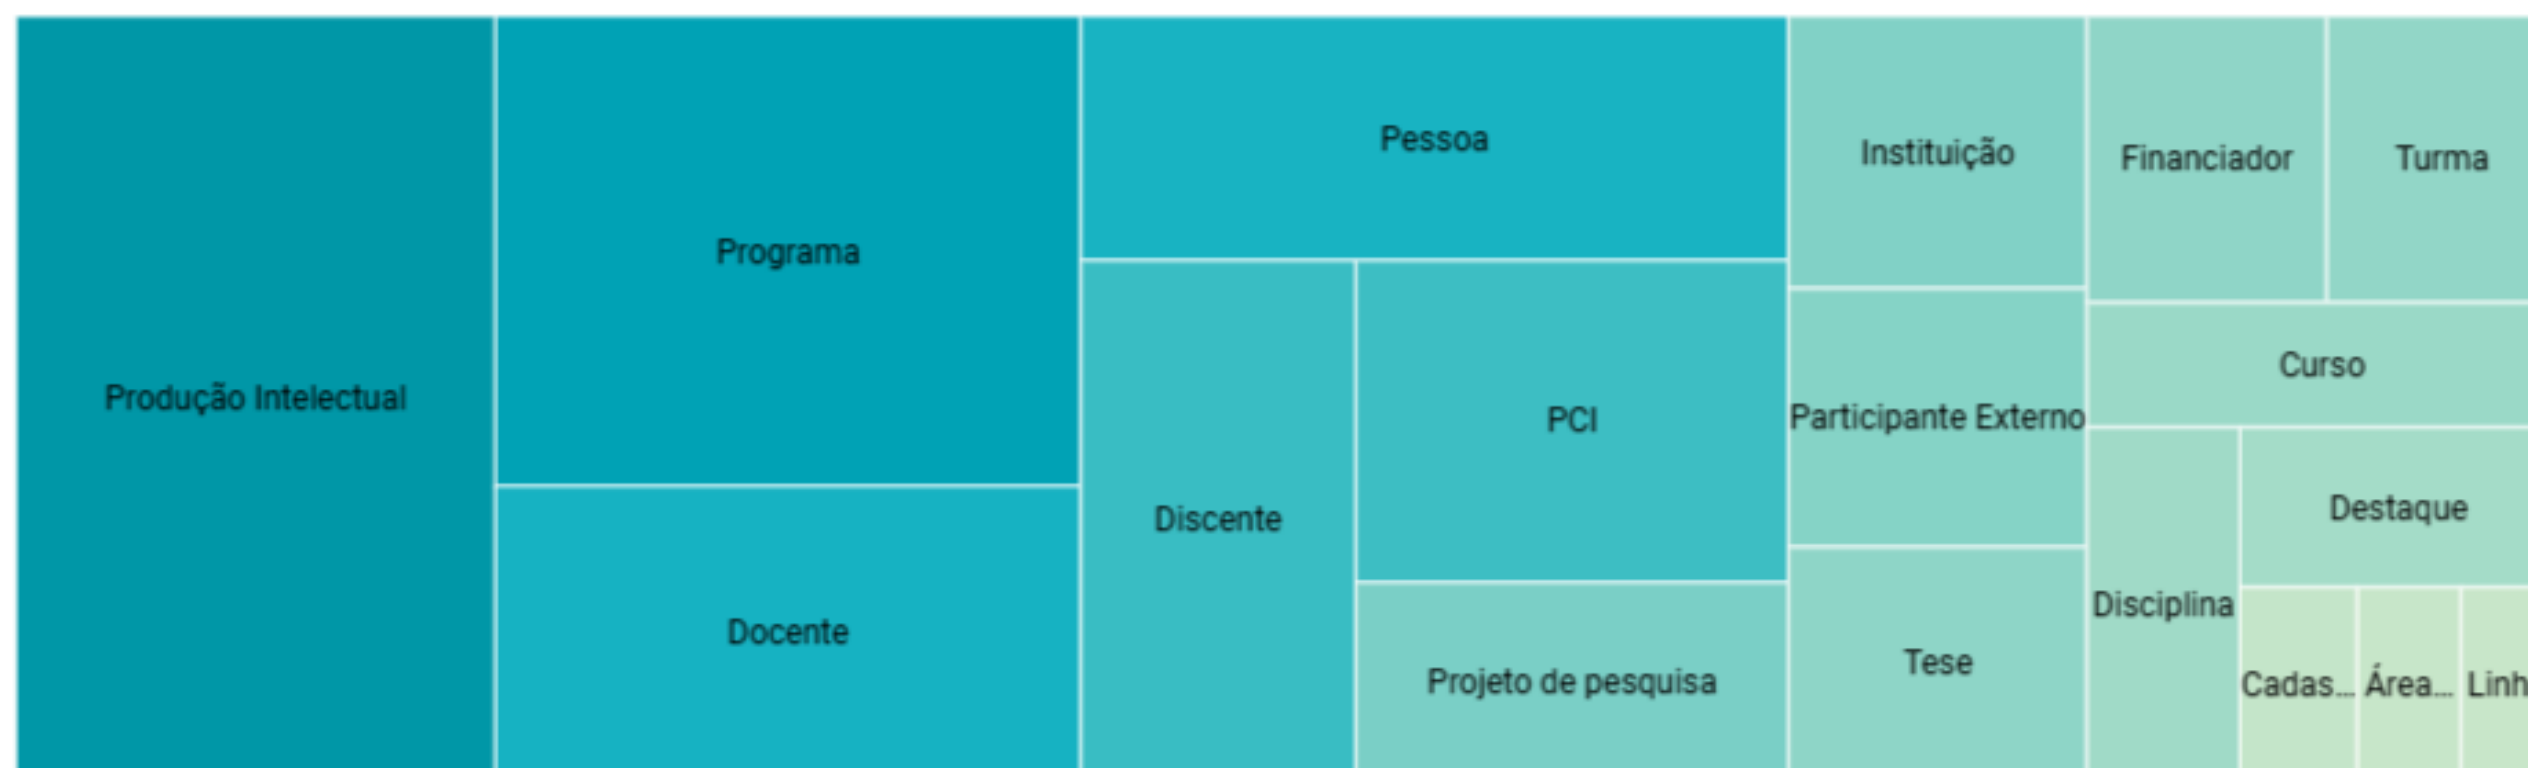 Produção Intelectual
Programa
Docente
Pessoa
Discente
PCI
Projeto de pesquisa
Instituição
Participante Externo
Tese
Financiador
Turma
Curso
Disciplina
Destaque
Cadas...
Área...
Linh